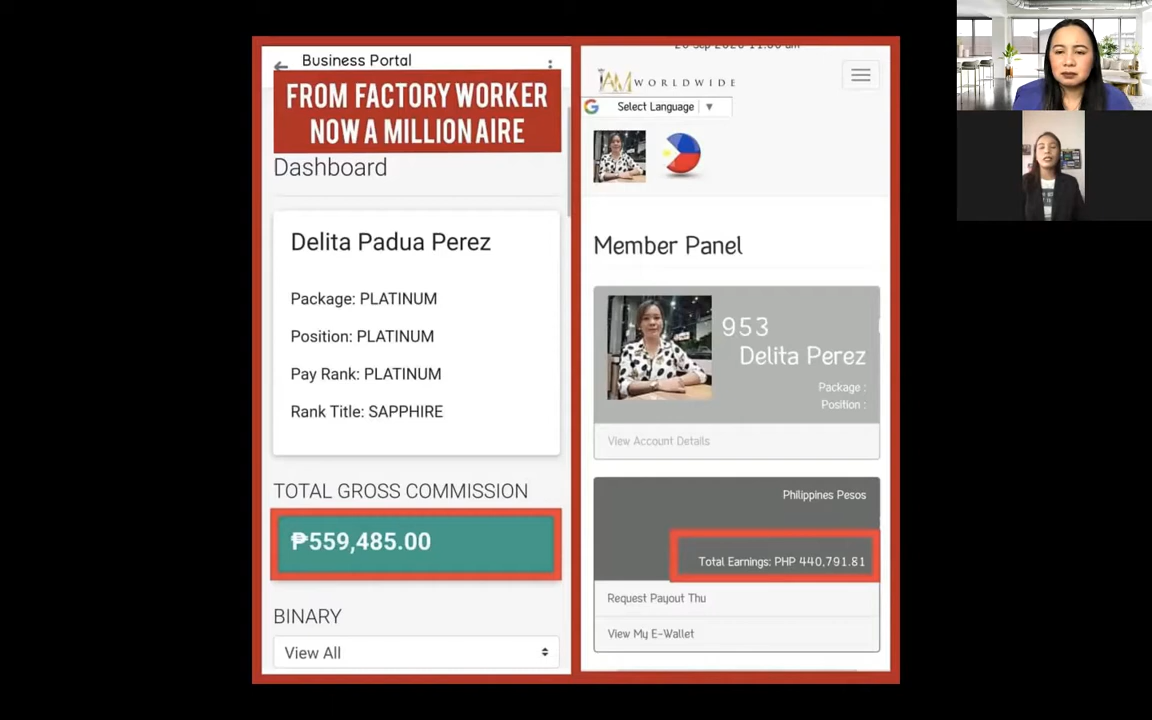 Business Portal
FROM FACTORY WORKER
NOW A MILLIONAIRE
Dashboard
Delita Padua Perez
Package: PLATINUM
Position: PLATINUM
Pay Rank: PLATINUM
Rank Title: SAPPHIRE
TOTAL GROSS COMMISSION
₱559,485.00
BINARY
View All
IAM WORLDWIDE
Select Language
Member Panel
953
Delita Perez
Package :
Position :
View Account Details
Philippines Pesos
Total Earnings: PHP 440,791.81
Request Payout Thu
View My E-Wallet